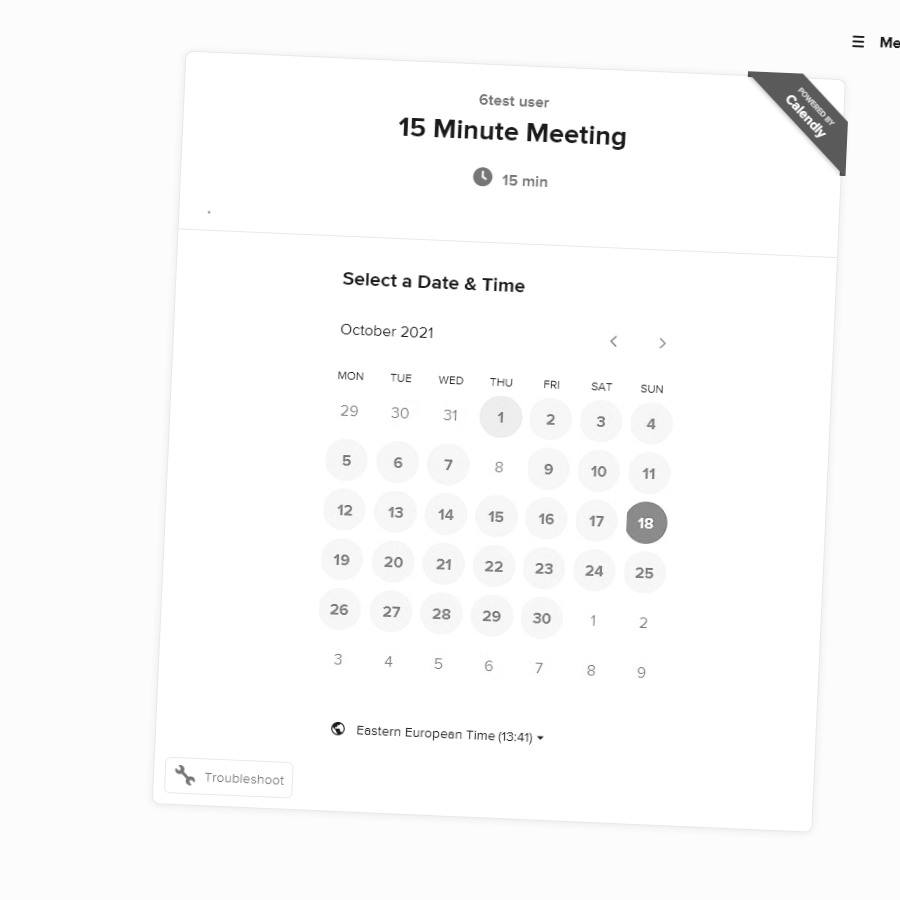 ☰ Me
6test user
15 Minute Meeting
15 min
POWERED BY
Calendly
Select a Date & Time
October 2021
MON TUE WED THU FRI SAT SUN
29 30 31 1 2 3 4
5 6 7 8 9 10 11
12 13 14 15 16 17 18
19 20 21 22 23 24 25
26 27 28 29 30 1 2
3 4 5 6 7 8 9
Eastern European Time (13:41)
Troubleshoot